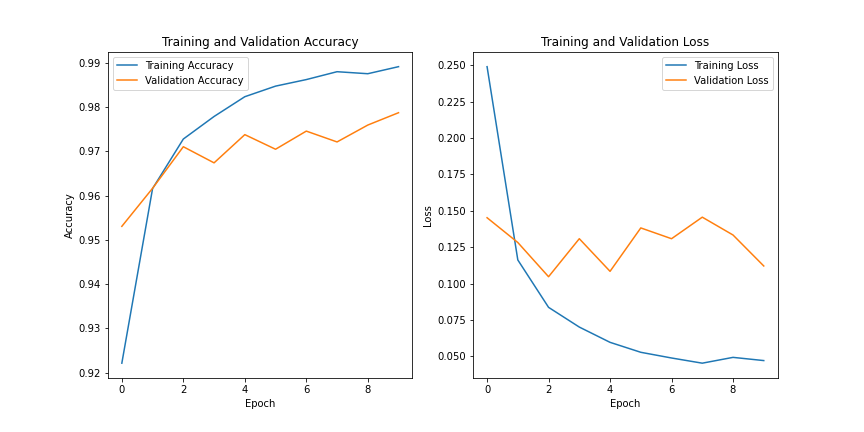 Training and Validation Accuracy
Training Accuracy
Validation Accuracy
0.99
0.98
0.97
0.96
0.95
0.94
0.93
0.92
Accuracy
0 2 4 6 8
Epoch
Training and Validation Loss
Training Loss
Validation Loss
0.250
0.225
0.200
0.175
0.150
0.125
0.100
0.075
0.050
Loss
0 2 4 6 8
Epoch